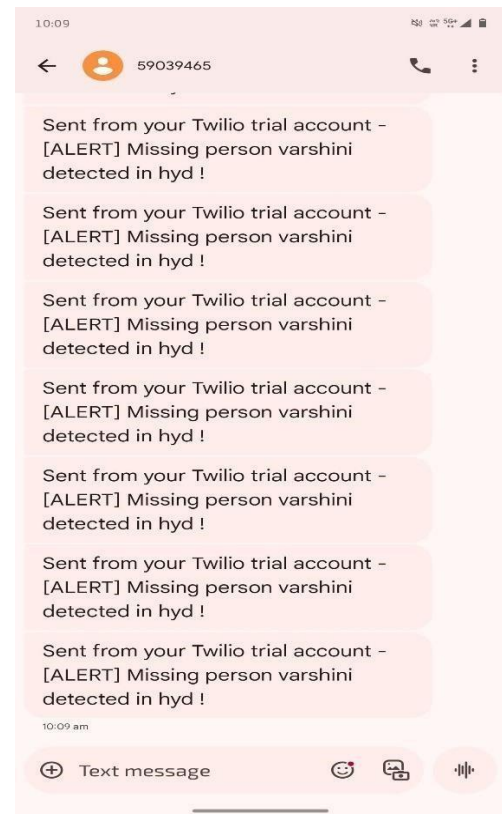 10:09
5G+
59039465
Sent from your Twilio trial account -
[ALERT] Missing person varshini
detected in hyd !
Sent from your Twilio trial account -
[ALERT] Missing person varshini
detected in hyd !
Sent from your Twilio trial account -
[ALERT] Missing person varshini
detected in hyd !
Sent from your Twilio trial account -
[ALERT] Missing person varshini
detected in hyd !
Sent from your Twilio trial account -
[ALERT] Missing person varshini
detected in hyd !
Sent from your Twilio trial account -
[ALERT] Missing person varshini
detected in hyd !
Sent from your Twilio trial account -
[ALERT] Missing person varshini
detected in hyd !
10:09 am
Text message